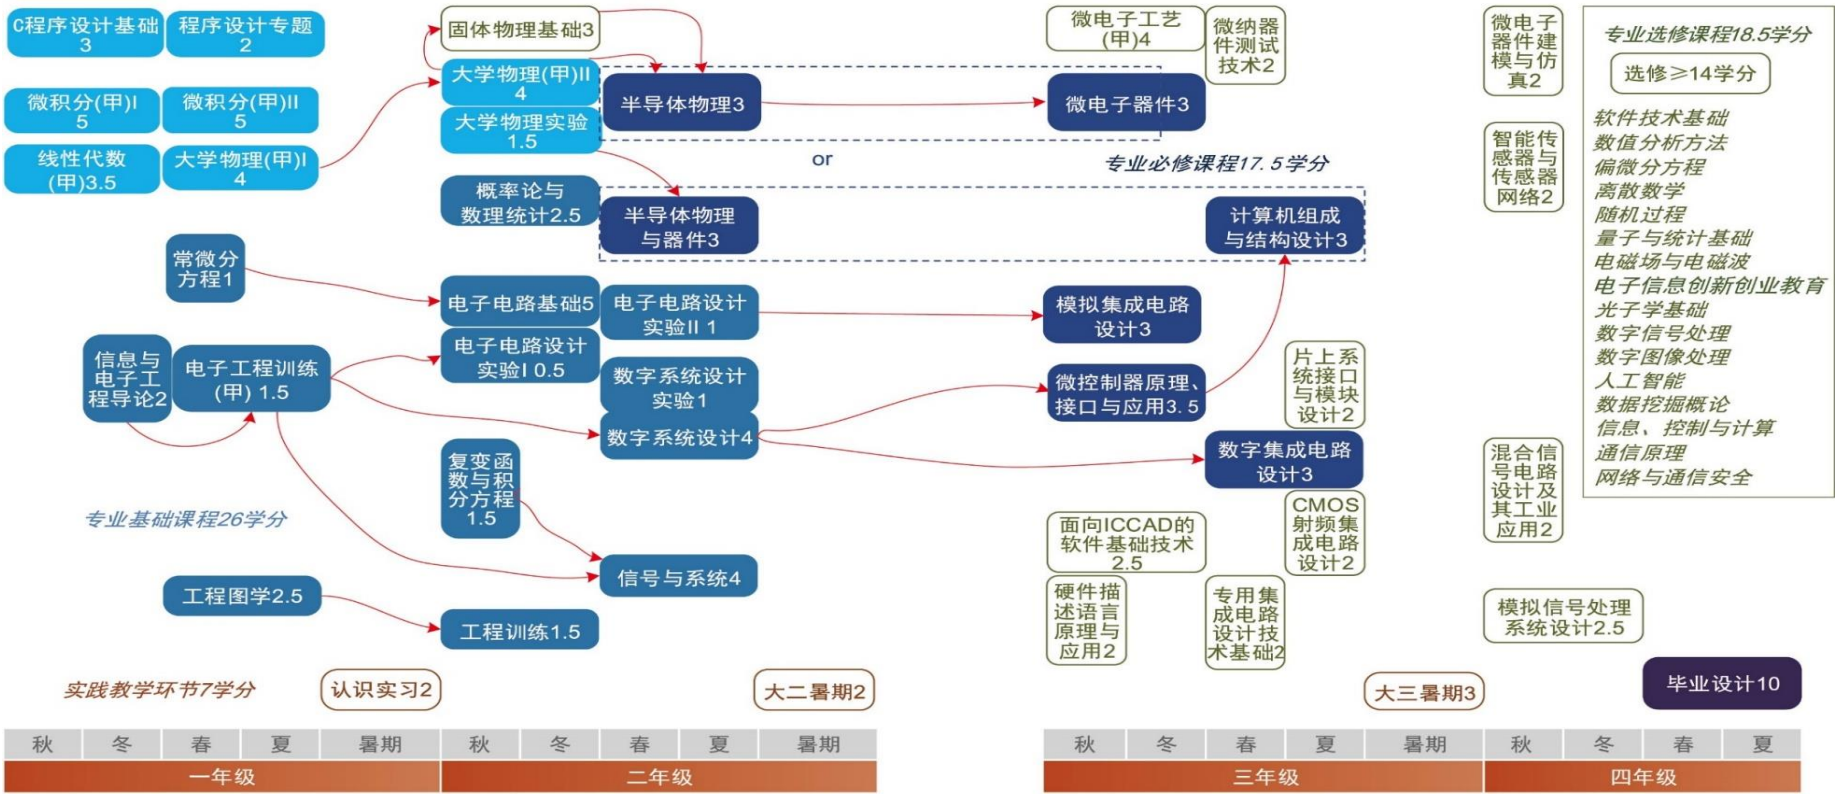 C程序设计基础
3
程序设计专题
2
微积分(甲)I
5
微积分(甲)II
5
线性代数
(甲)3.5
大学物理(甲)I
4
固体物理基础3
大学物理(甲)II
4
大学物理实验
1.5
概率论与
数理统计2.5
半导体物理3
or
半导体物理
与器件3
微电子工艺
(甲)4
微纳器
件测试
技术2
微电子器件3
专业必修课程17.5学分
计算机组成
与结构设计3
常微分
方程1
信息与
电子工
程导论2
电子工程训练
(甲) 1.5
电子电路基础5
电子电路设计
实验I 0.5
电子电路设计
实验II 1
数字系统设计
实验1
数字系统设计4
复变函
数与积
分方程
1.5
信号与系统4
专业基础课程26学分
工程图学2.5
工程训练1.5
模拟集成电路
设计3
微控制器原理、
接口与应用3.5
片上系
统接口
与模块
设计2
数字集成电路
设计3
CMOS
射频集
成电路
设计2
面向ICCAD的
软件基础技术
2.5
硬件描
述语言
原理与
应用2
专用集
成电路
设计技
术基础2
微电子
器件建
模与仿
真2
智能传
感器与
传感器
网络2
混合信
号电路
设计及
其工业
应用2
模拟信号处理
系统设计2.5
专业选修课程18.5学分
选修≥14学分
软件技术基础
数值分析方法
偏微分方程
离散数学
随机过程
量子与统计基础
电磁场与电磁波
电子信息创新创业教育
光子学基础
数字信号处理
数字图像处理
人工智能
数据挖掘概论
信息、控制与计算
通信原理
网络与通信安全
实践教学环节7学分
认识实习2
大二暑期2
大三暑期3
毕业设计10
秋 冬 春 夏 暑期 秋 冬 春 夏 暑期 秋 冬 春 夏 暑期 秋 冬 春 夏
一年级 二年级 三年级 四年级